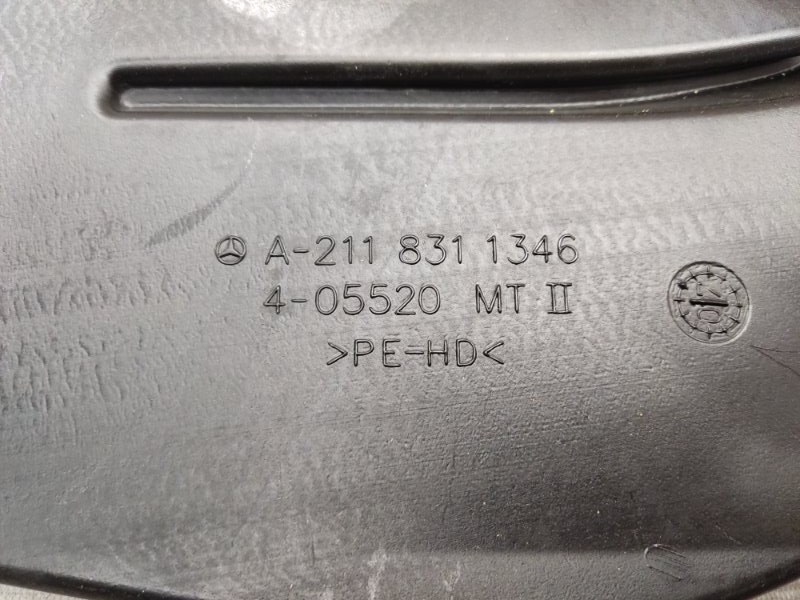 A-211 831 1346
4-05520 MT II
>PE-HD<